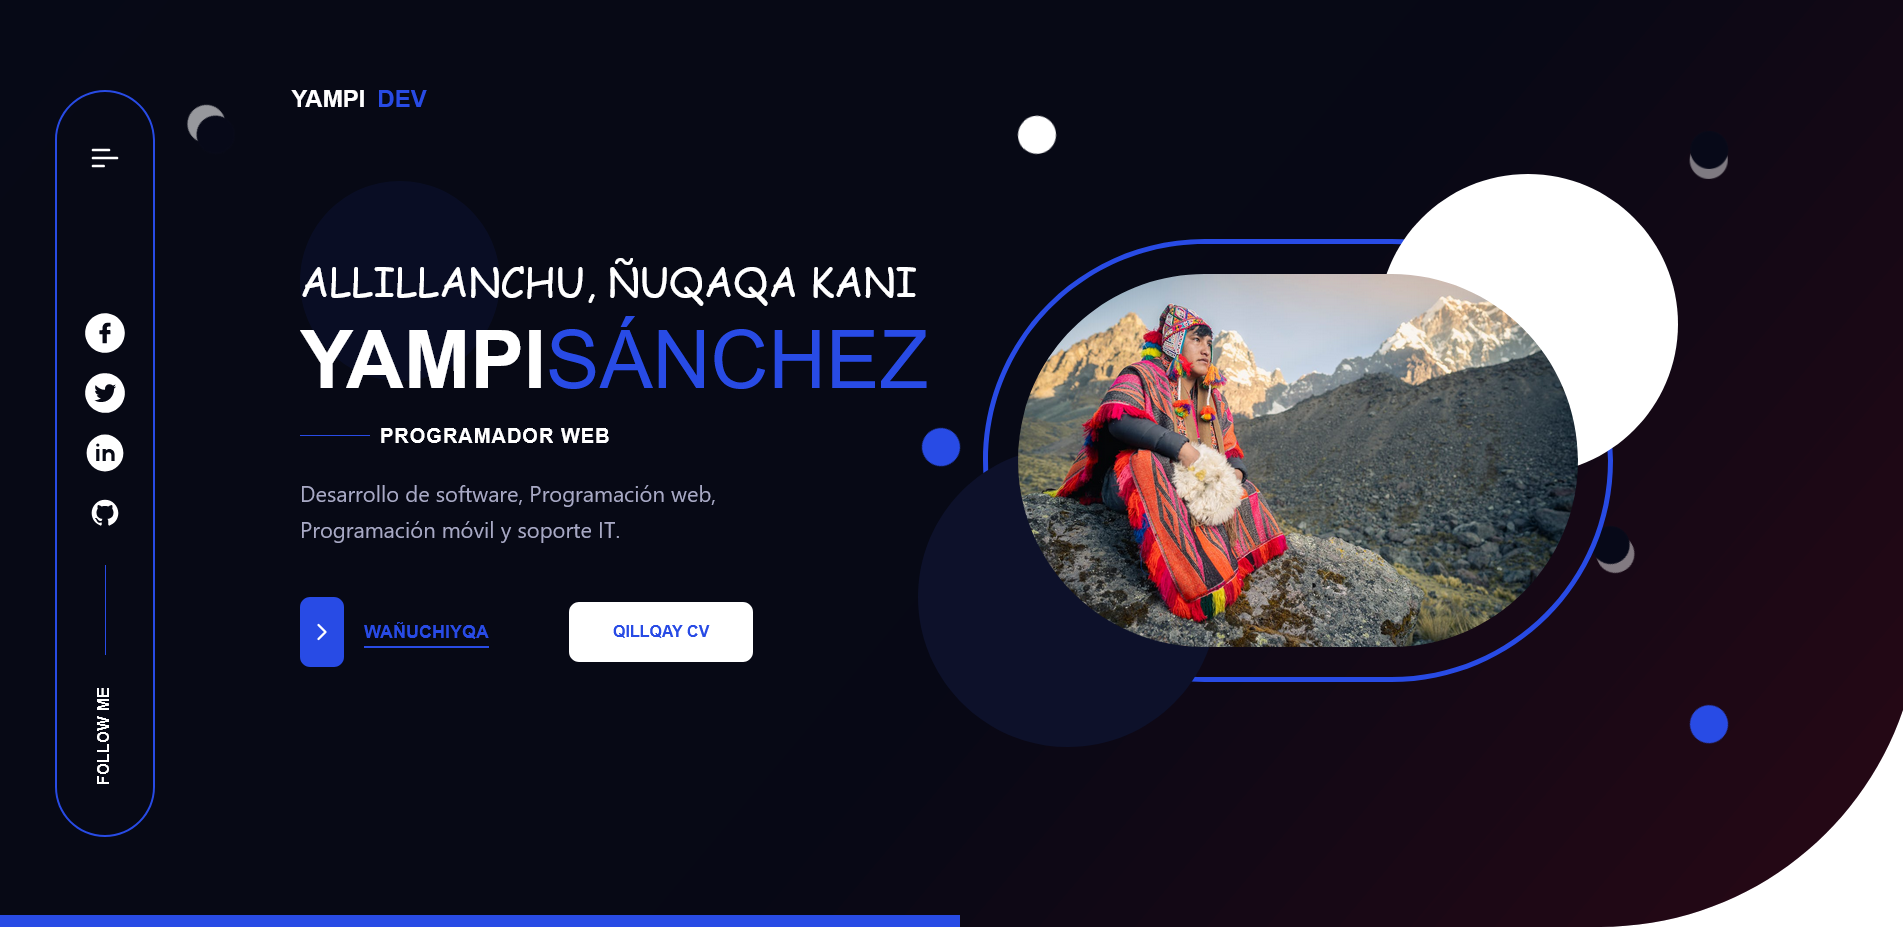 YAMPI DEV
ALLILLANCHU, ÑUQAQA KANI
YAMPISÁNCHEZ
PROGRAMADOR WEB
Desarrollo de software, Programación web,
Programación móvil y soporte IT.
WAÑUCHIYQA
QILLQAY CV
FOLLOW ME